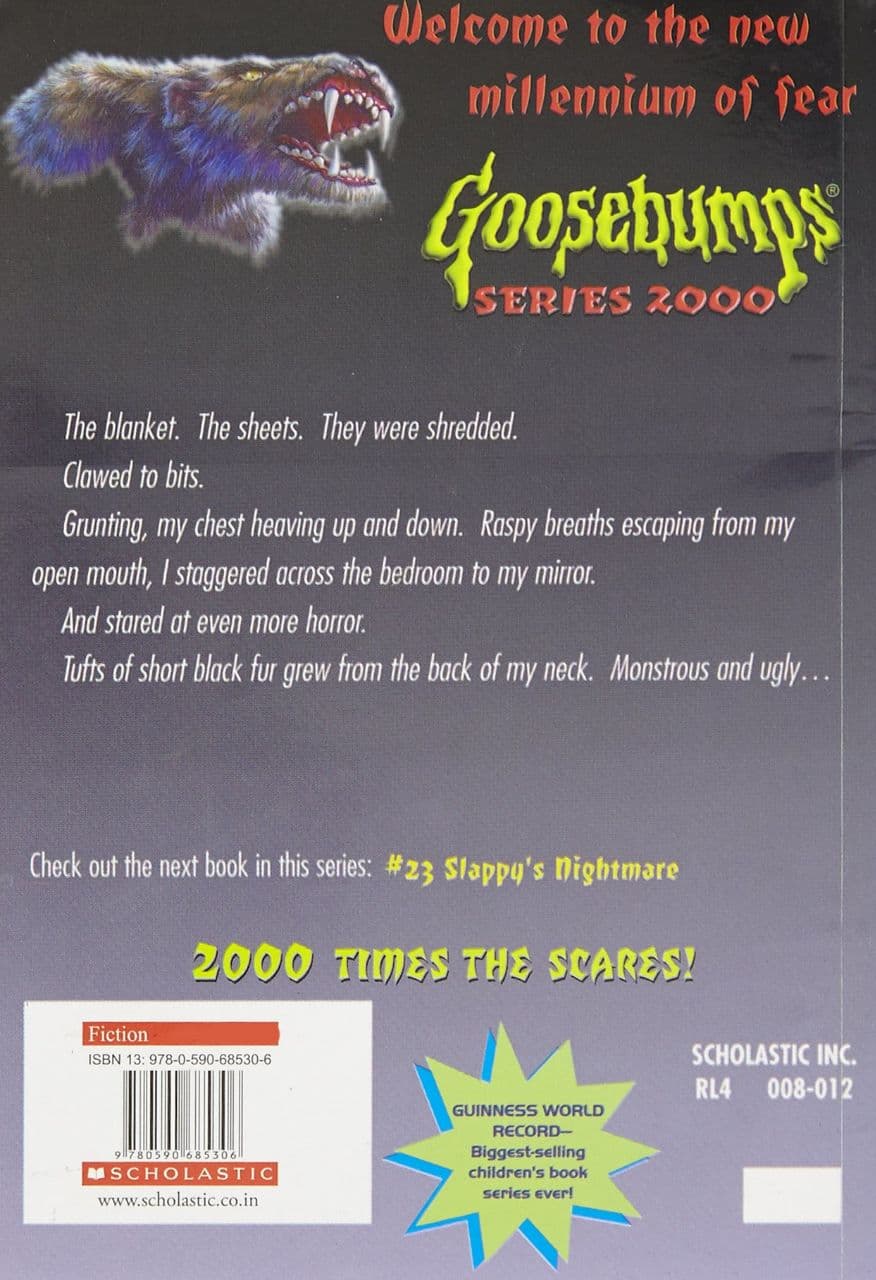 Welcome to the new
millennium of fear
Goosebumps®
SERIES 2000
The blanket. The sheets. They were shredded.
Clawed to bits.
Grunting, my chest heaving up and down. Raspy breaths escaping from my
open mouth, I staggered across the bedroom to my mirror.
And stared at even more horror.
Tufts of short black fur grew from the back of my neck. Monstrous and ugly...
Check out the next book in this series: #23 Slappy's Nightmare
2000 TIMES THE SCARES!
Fiction
ISBN 13: 978-0-590-68530-6
9 780590 685306
SCHOLASTIC
www.scholastic.co.in
GUINNESS WORLD
RECORD—
Biggest-selling
children's book
series ever!
SCHOLASTIC INC.
RL4 008-012